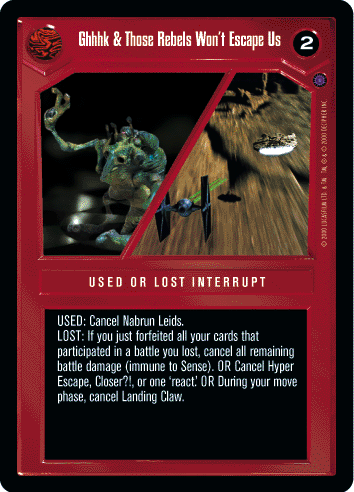 Ghhhk & Those Rebels Won't Escape Us
2
USED OR LOST INTERRUPT
USED: Cancel Nabrun Leids.
LOST: If you just forfeited all your cards that
participated in a battle you lost, cancel all remaining
battle damage (immune to Sense). OR Cancel Hyper
Escape, Closer?!, or one 'react.' OR During your move
phase, cancel Landing Claw.